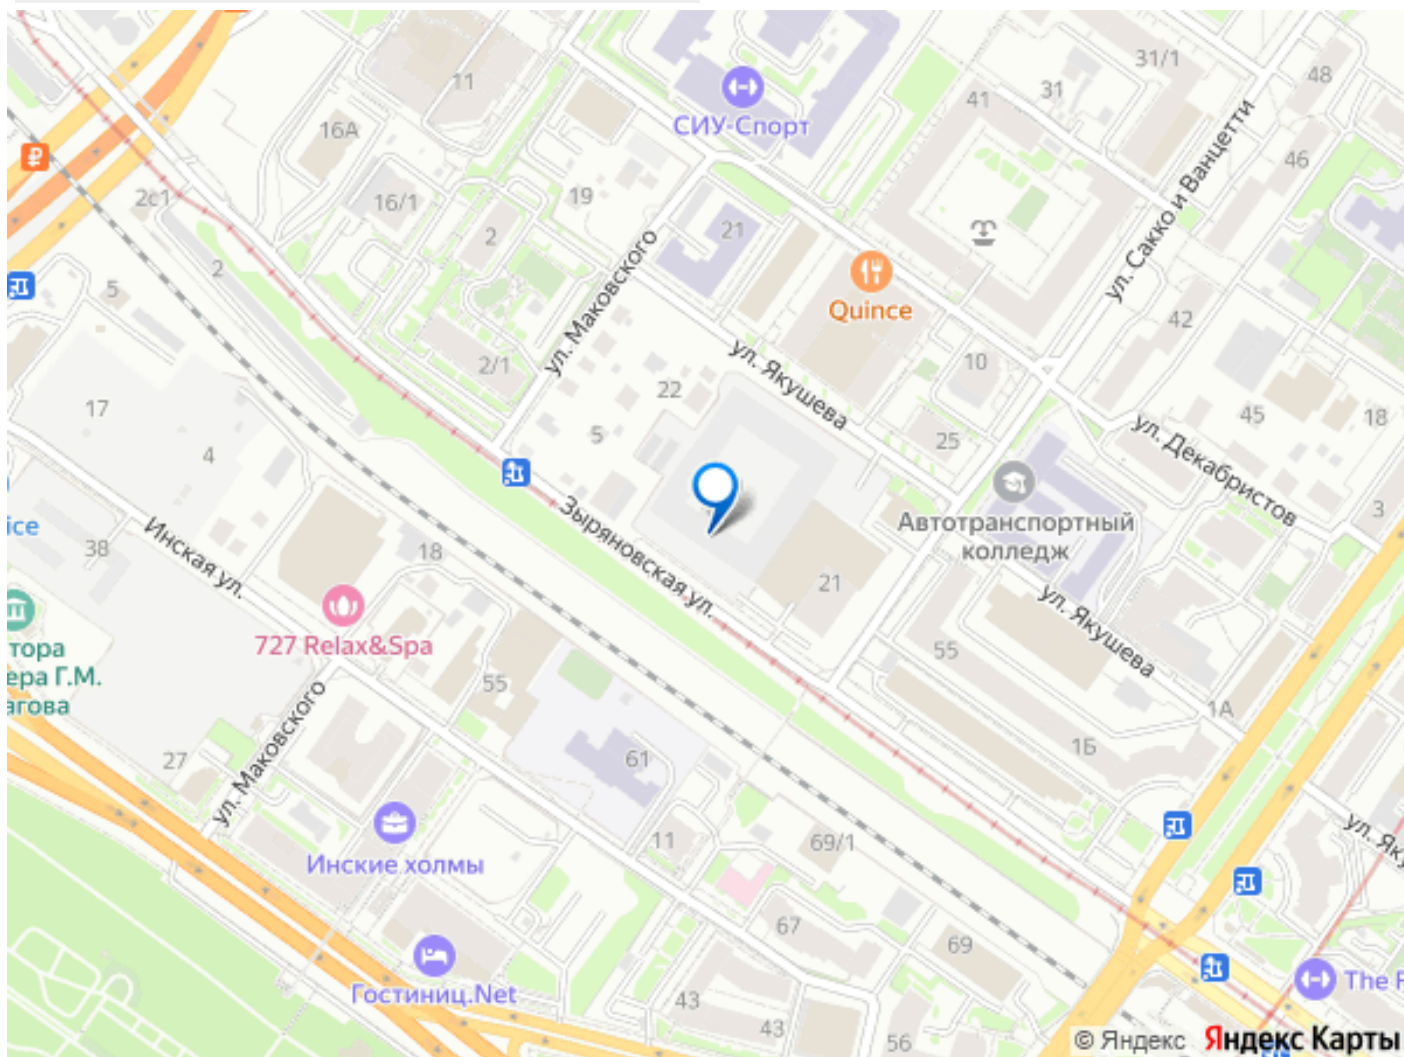 11
31/1
31
48
41
СИУ-Спорт
16А
46
2с1
16/1
19
2
21
ул. Сакко и Ванцетти
ул. Маковского
2
5
Quince
42
ул. Якушева
2/1
10
22
17
45
18
5
25
ул. Декабристов
4
Автотранспортный
колледж
3
Зыряновская ул.
ice
38
Инская ул.
18
21
ул. Якушева
727 Relax&Spa
тора
ера Г.М.
агова
55
55
1А
ул. Маковского
27
61
1Б
ул. Як
11
69/1
Инские холмы
67
69
Гостиниц.Net
43
43
56
The F
© Яндекс Яндекс Карты